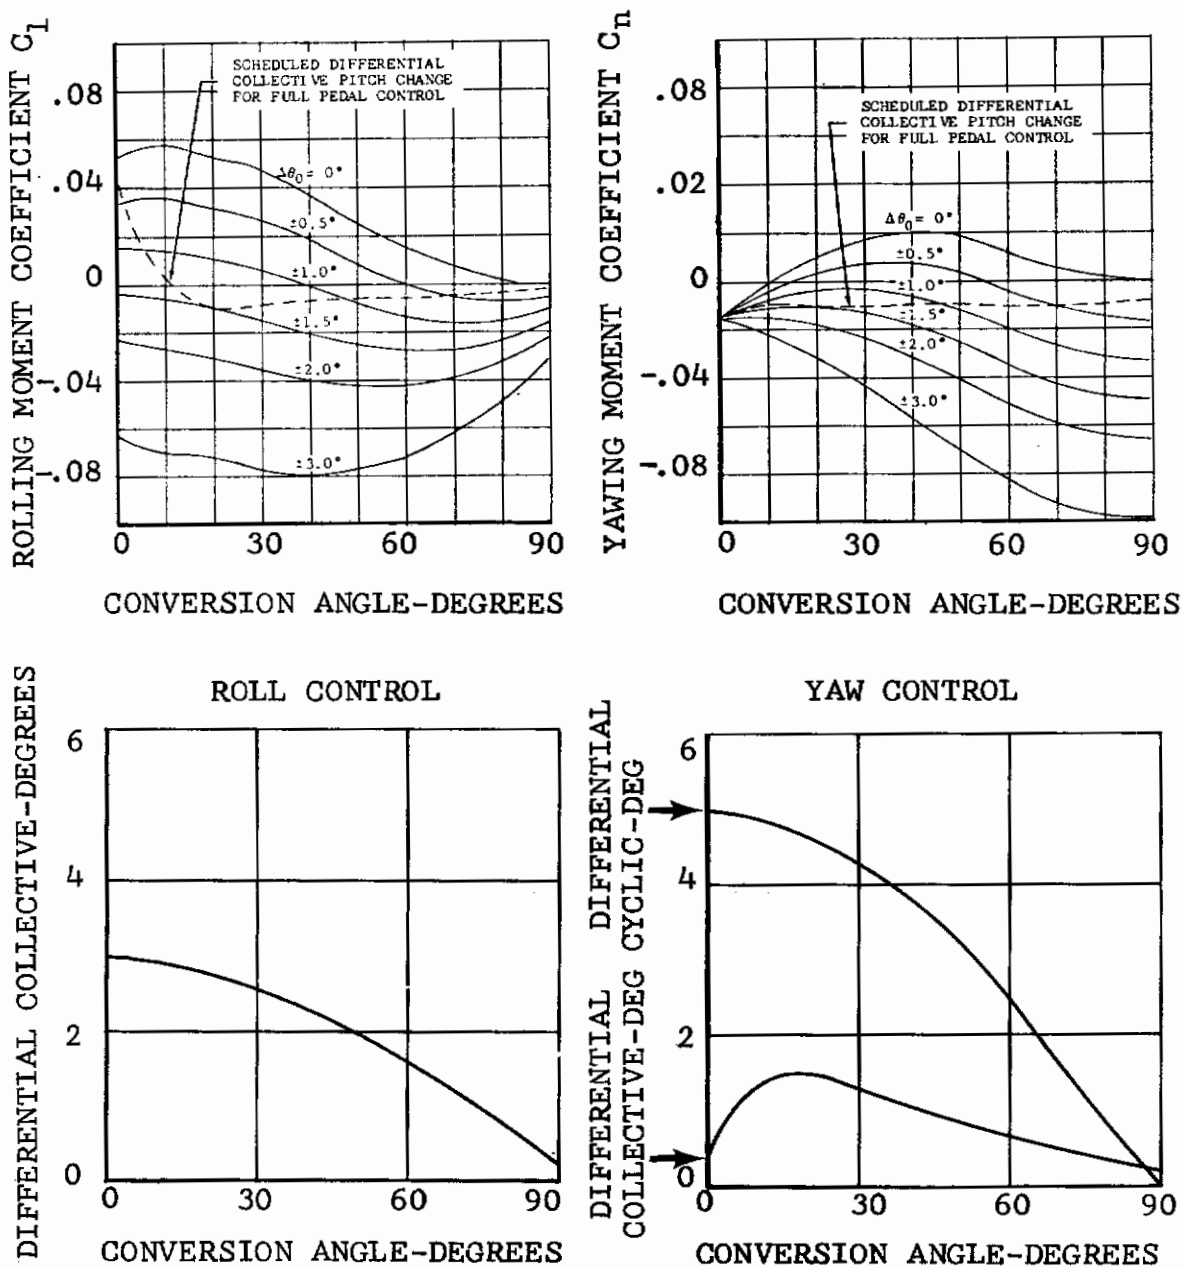 ROLLING MOMENT COEFFICIENT Cl
.08
.04
0
-.04
-.08
SCHEDULED DIFFERENTIAL
COLLECTIVE PITCH CHANGE
FOR FULL PEDAL CONTROL
Δθ0= 0°
±0.5°
±1.0°
±1.5°
±2.0°
±3.0°
0 30 60 90
CONVERSION ANGLE-DEGREES
YAWING MOMENT COEFFICIENT Cn
.08
.02
0
-.04
-.08
SCHEDULED DIFFERENTIAL
COLLECTIVE PITCH CHANGE
FOR FULL PEDAL CONTROL
Δθ0= 0°
±0.5°
±1.0°
±1.5°
±2.0°
±3.0°
0 30 60 90
CONVERSION ANGLE-DEGREES
ROLL CONTROL
DIFFERENTIAL COLLECTIVE-DEGREES
6
4
2
0
0 30 60 90
CONVERSION ANGLE-DEGREES
YAW CONTROL
DIFFERENTIAL
CYCLIC-DEG
DIFFERENTIAL
COLLECTIVE-DEG
6
4
2
0
0 30 60 90
CONVERSION ANGLE-DEGREES